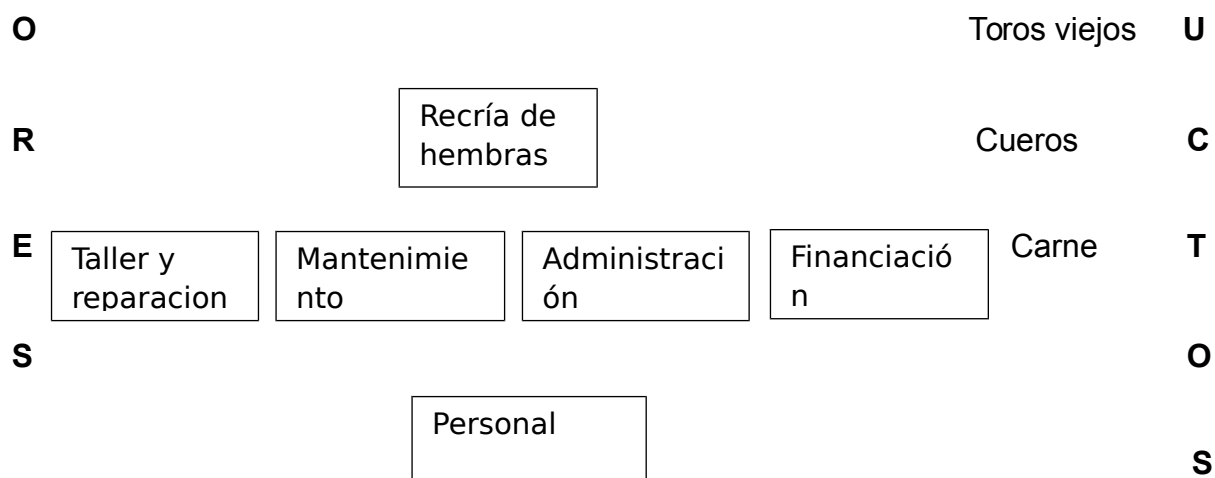 O Toros viejos U
Recría de
hembras
R Cueros C
E Taller y Mantenimie Administraci Financiació Carne T
reparacion nto ón n
S O
Personal
S